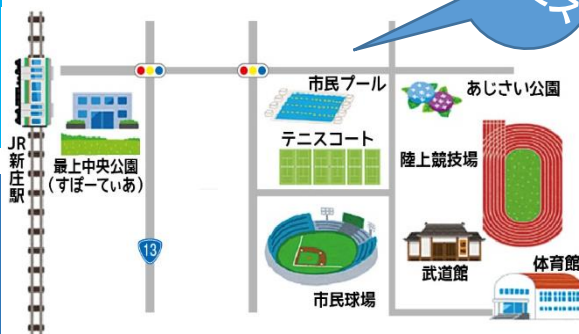 市民プール
あじさい公園
テニスコート
陸上競技場
JR新庄駅
最上中央公園
(すぽーてぃあ)
13
武道館
体育館
市民球場